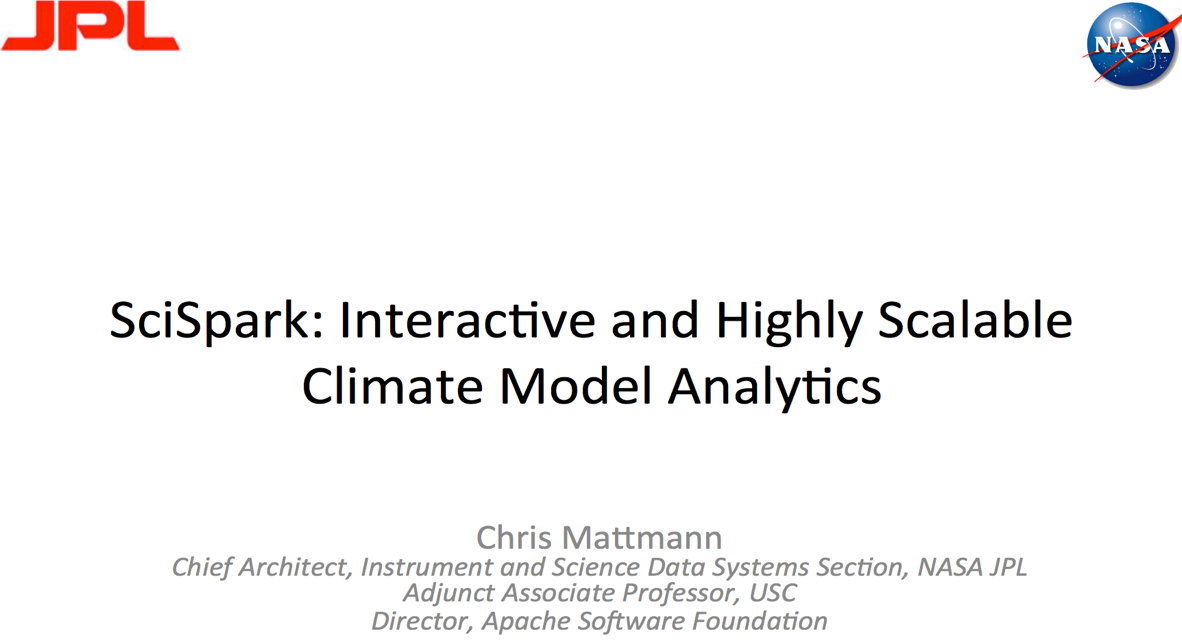 JPL
NASA
SciSpark: Interactive and Highly Scalable
Climate Model Analytics
Chris Mattmann
Chief Architect, Instrument and Science Data Systems Section, NASA JPL
Adjunct Associate Professor, USC
Director, Apache Software Foundation